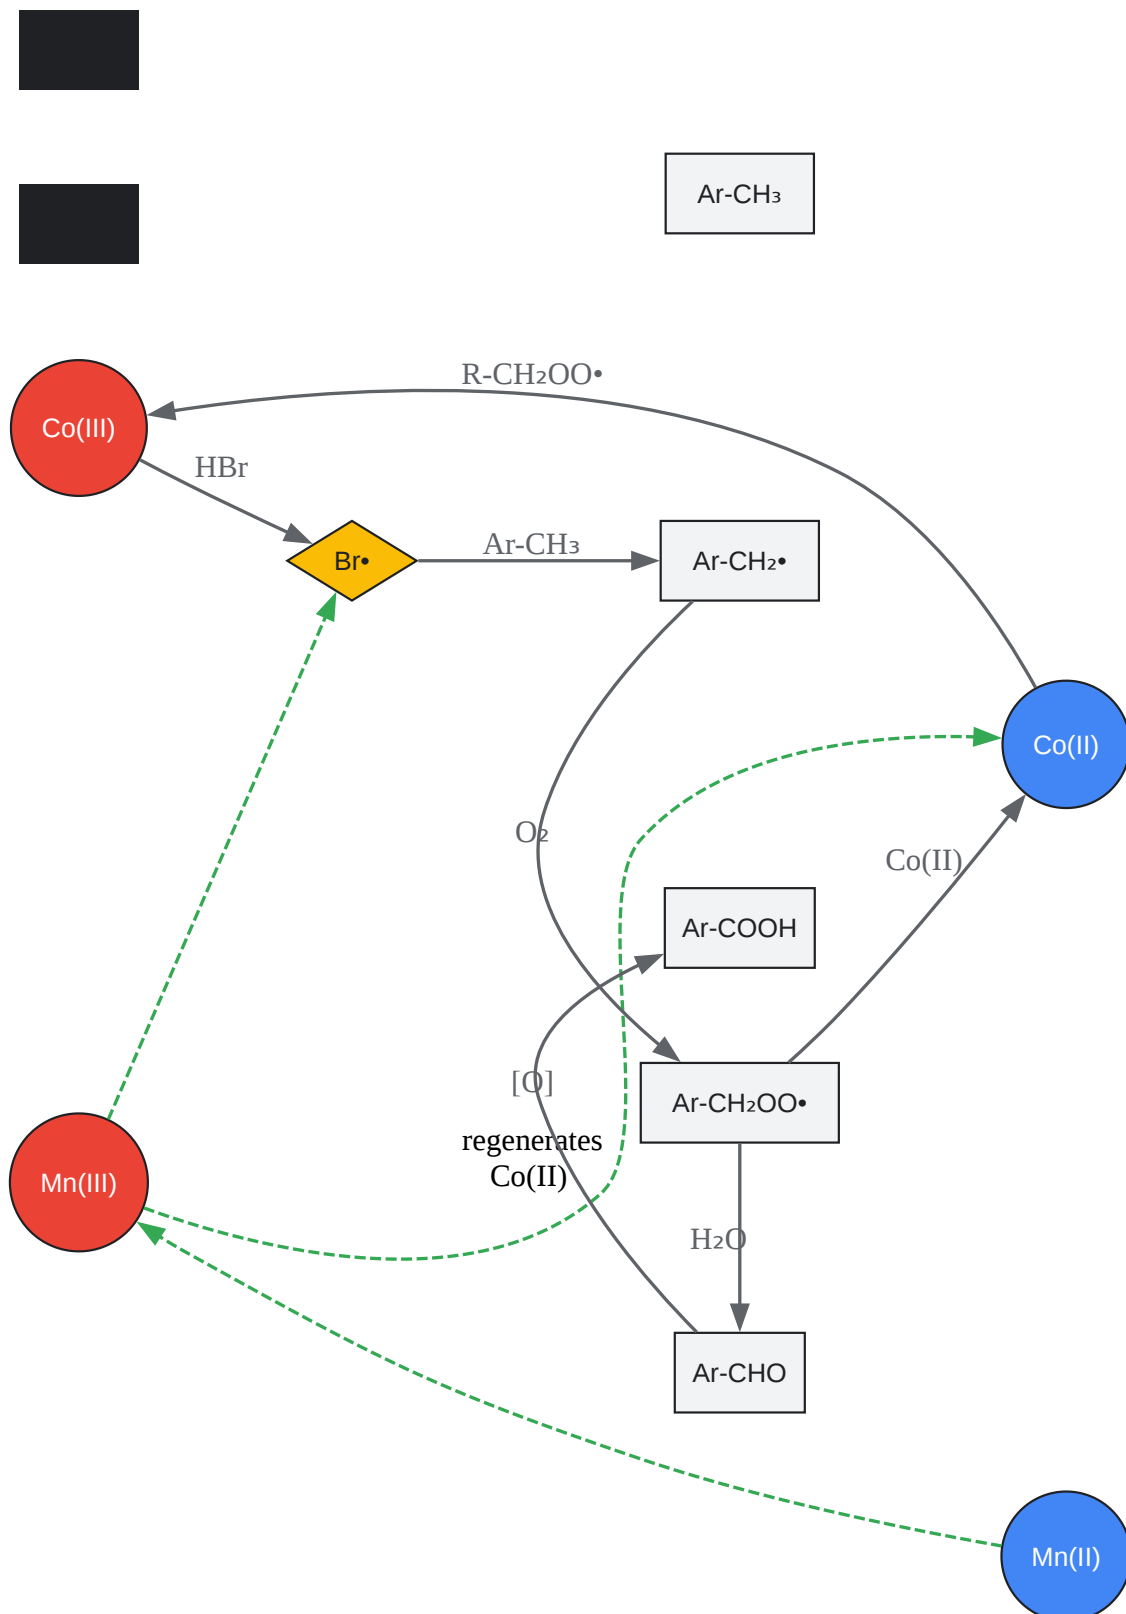 Ar-CH₃
R-CH₂OO•
Co(III)
HBr
Ar-CH₃
Br•
Ar-CH₂•
Co(II)
O₂
Co(II)
Ar-COOH
[O]
Ar-CH₂OO•
regenerates
Co(II)
Mn(III)
H₂O
Ar-CHO
Mn(II)